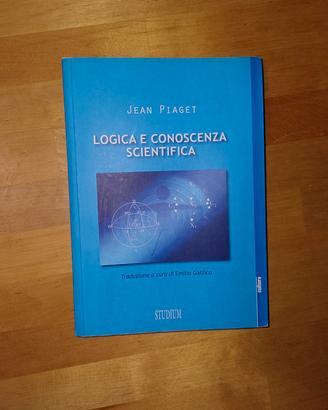 JEAN PIAGET
LOGICA E CONOSCENZA
SCIENTIFICA
Traduzione a cura di Emilio Gattico
STUDIUM